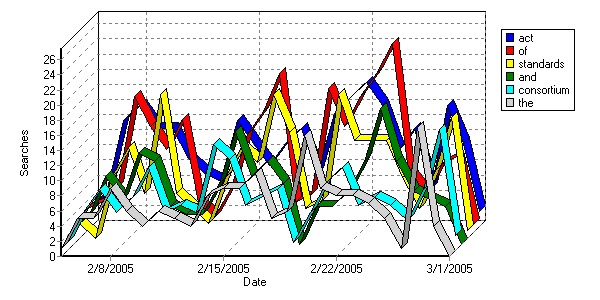 26
24
22
20
18
16
14
12
10
8
6
4
2
0
Searches
2/8/2005
2/15/2005
2/22/2005
3/1/2005
Date
act
of
standards
and
consortium
the